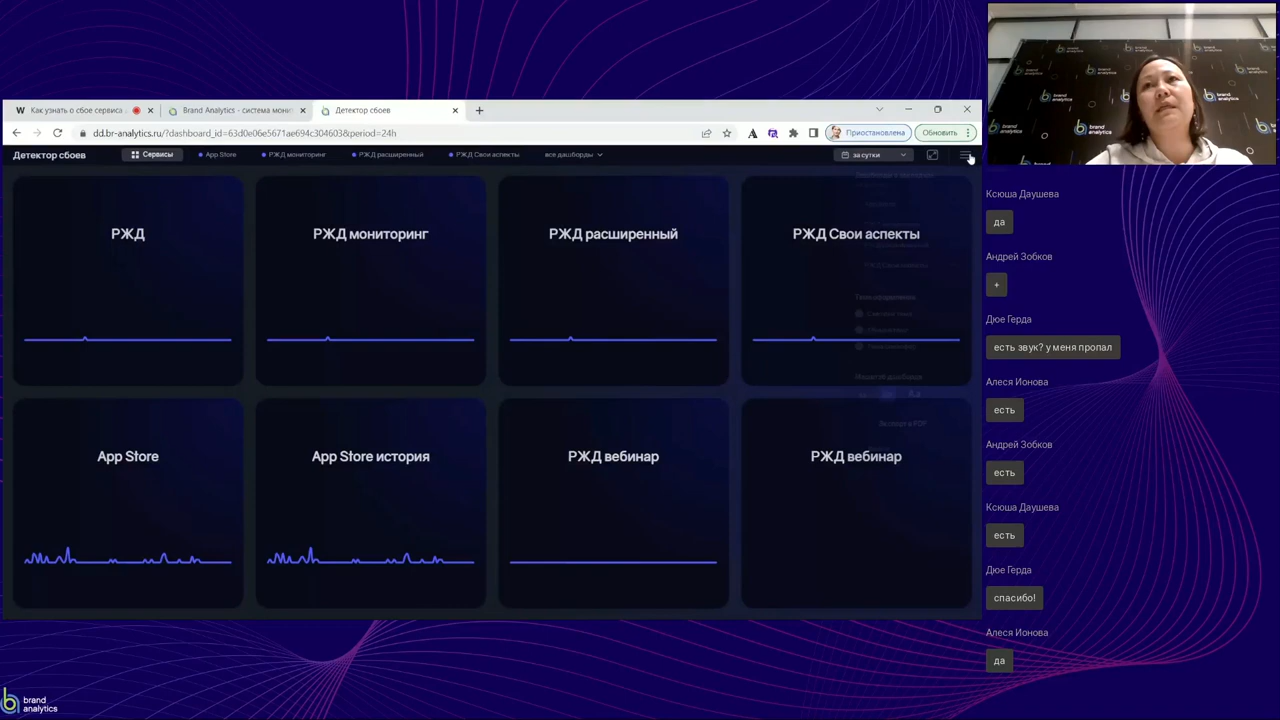 Как узнать о сбое сервиса
Brand Analytics - система мони
Детектор сбоев
dd.br-analytics.ru/?dashboard_id=63d0e06e5671ae694c304603&period=24h
Приостановлена
Обновить
Детектор сбоев
Сервисы
App Store
РЖД мониторинг
РЖД расширенный
РЖД Свои аспекты
все дашборды
за сутки
РЖД
РЖД мониторинг
РЖД расширенный
РЖД Свои аспекты
Экспорт в PDF
App Store
App Store история
РЖД вебинар
РЖД вебинар
Ксюша Даушева
да
Андрей Зобков
+
Дюе Герда
есть звук? у меня пропал
Алеся Ионова
есть
Андрей Зобков
есть
Ксюша Даушева
есть
Дюе Герда
спасибо!
Алеся Ионова
да
brand
analytics